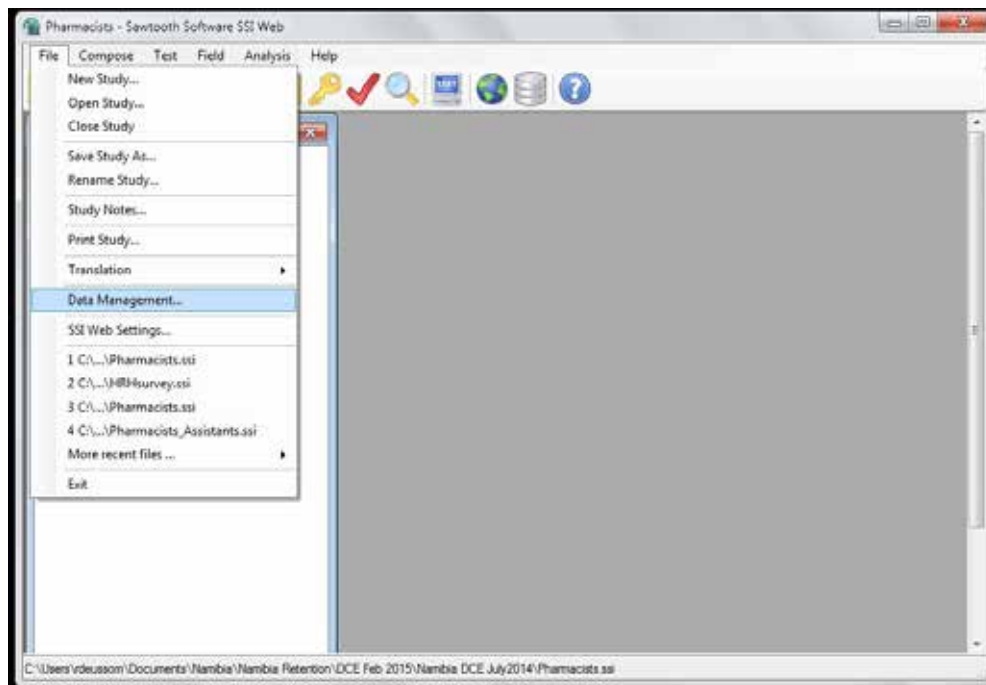 Pharmacists - Sawtooth Software SSI Web
File Compose Test Field Analysis Help
New Study...
Open Study...
Close Study
Save Study As...
Rename Study...
Study Notes...
Print Study...
Translation
Data Management...
SSI Web Settings...
1 C:\...\Pharmacists.ssi
2 C:\...\HRHsurvey.ssi
3 C:\...\Pharmacists.ssi
4 C:\...\Pharmacists_Assistants.ssi
More recent files ...
Exit
C:\Users\rdeussom\Documents\Namibia\Namibia Retention\DCE Feb 2015\Namibia DCE July2014\Pharmacists.ssi